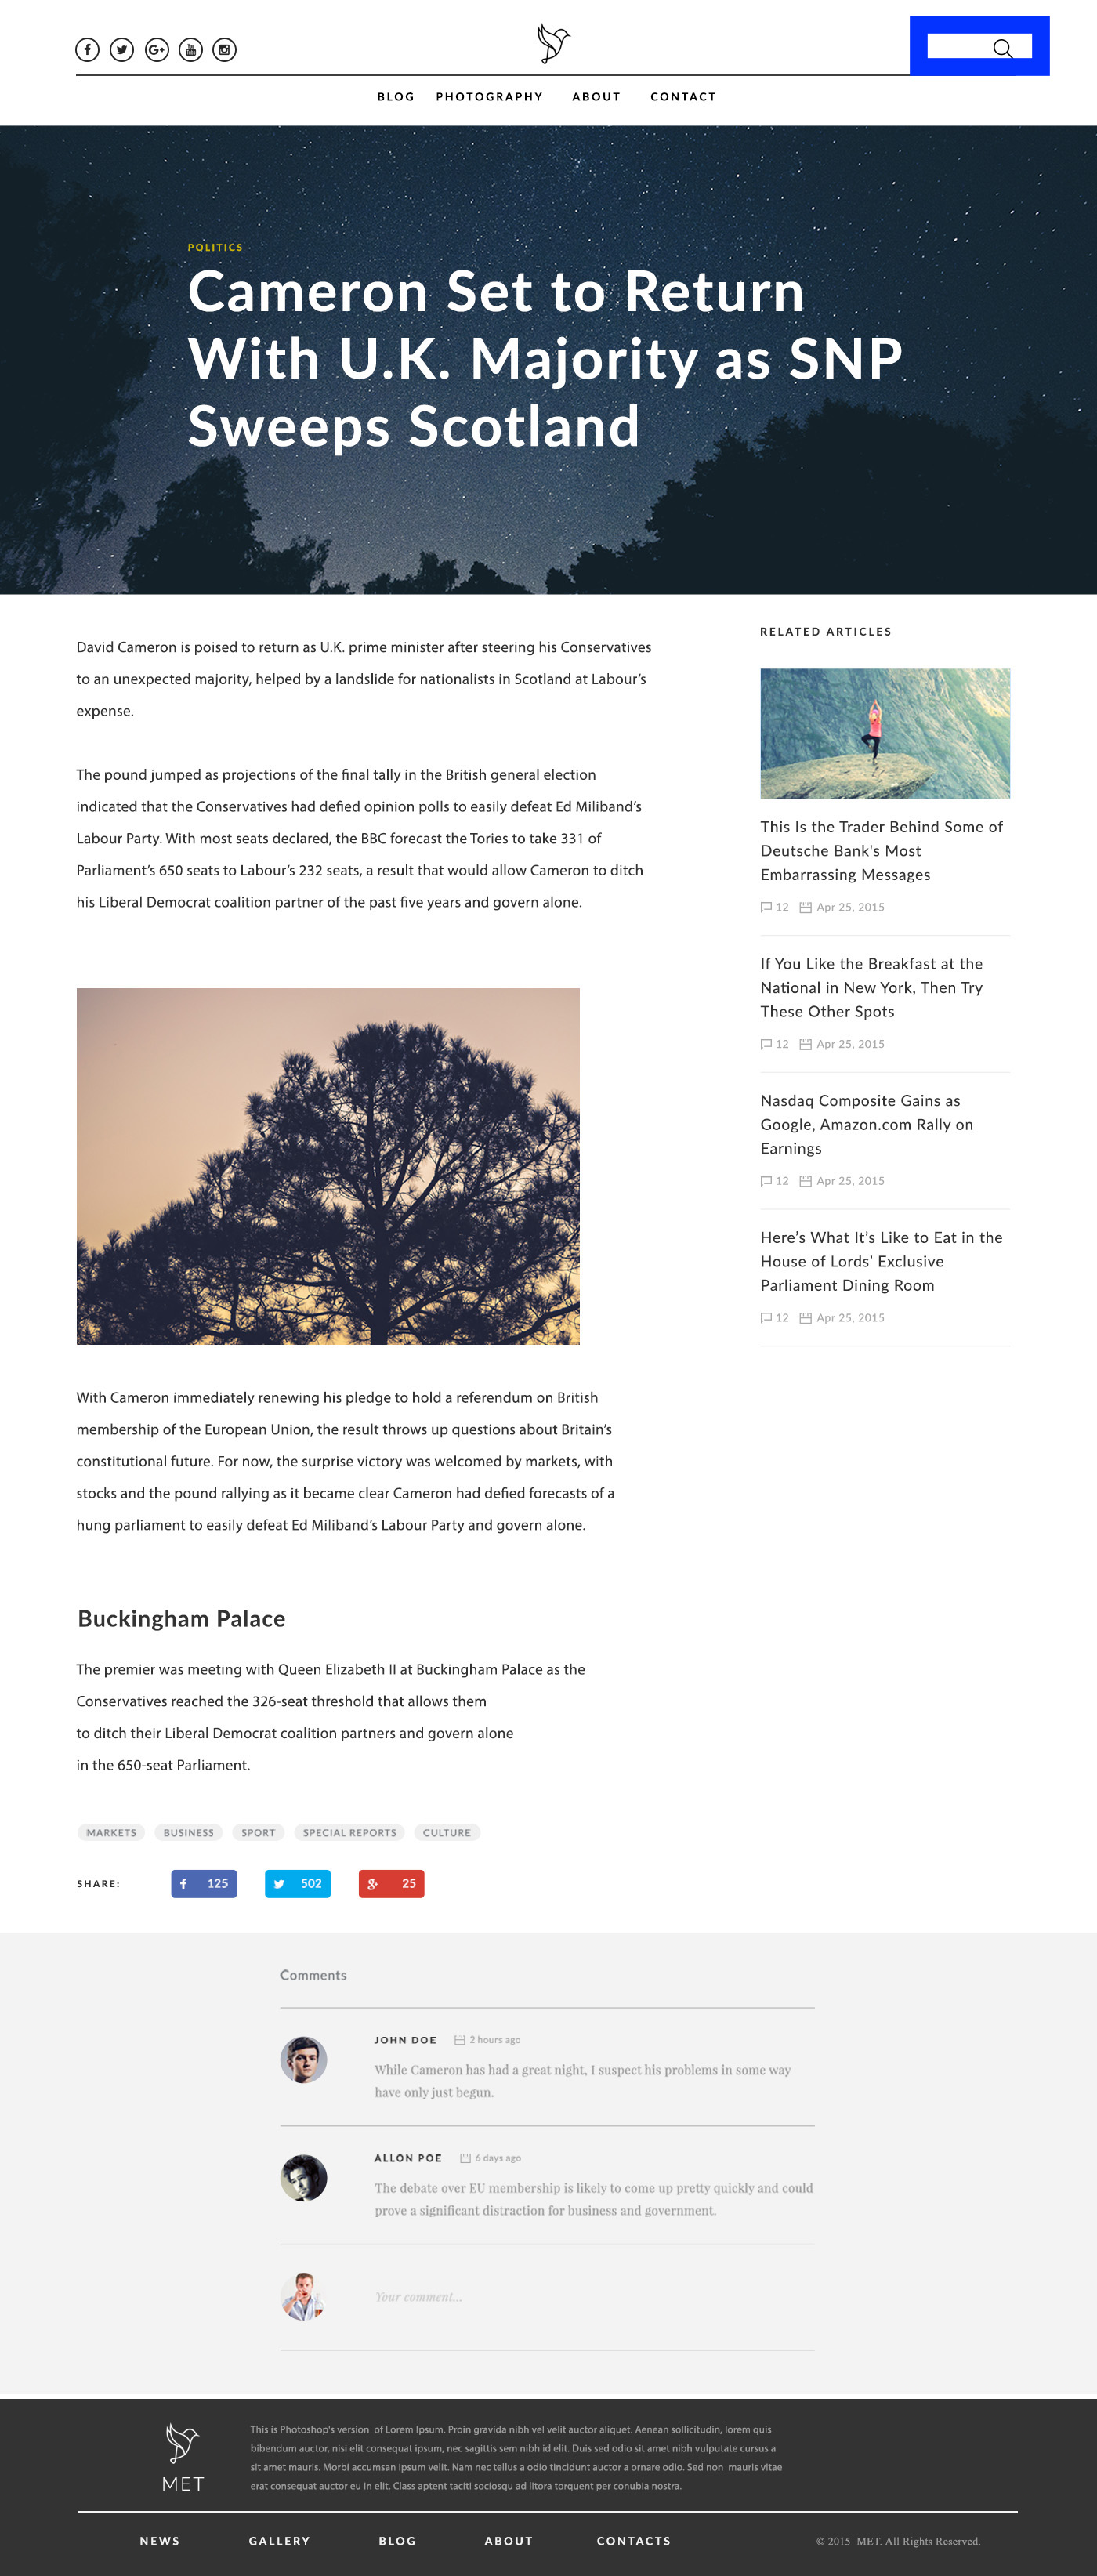 BLOG PHOTOGRAPHY ABOUT CONTACT
POLITICS
Cameron Set to Return
With U.K. Majority as SNP
Sweeps Scotland
David Cameron is poised to return as U.K. prime minister after steering his Conservatives
to an unexpected majority, helped by a landslide for nationalists in Scotland at Labour’s
expense.
The pound jumped as projections of the final tally in the British general election
indicated that the Conservatives had defied opinion polls to easily defeat Ed Miliband’s
Labour Party. With most seats declared, the BBC forecast the Tories to take 331 of
Parliament’s 650 seats to Labour’s 232 seats, a result that would allow Cameron to ditch
his Liberal Democrat coalition partner of the past five years and govern alone.
With Cameron immediately renewing his pledge to hold a referendum on British
membership of the European Union, the result throws up questions about Britain’s
constitutional future. For now, the surprise victory was welcomed by markets, with
stocks and the pound rallying as it became clear Cameron had defied forecasts of a
hung parliament to easily defeat Ed Miliband’s Labour Party and govern alone.
Buckingham Palace
The premier was meeting with Queen Elizabeth II at Buckingham Palace as the
Conservatives reached the 326-seat threshold that allows them
to ditch their Liberal Democrat coalition partners and govern alone
in the 650-seat Parliament.
MARKETS BUSINESS SPORT SPECIAL REPORTS CULTURE
SHARE: 125 502 25
RELATED ARTICLES
This Is the Trader Behind Some of
Deutsche Bank's Most
Embarrassing Messages
12 Apr 25, 2015
If You Like the Breakfast at the
National in New York, Then Try
These Other Spots
12 Apr 25, 2015
Nasdaq Composite Gains as
Google, Amazon.com Rally on
Earnings
12 Apr 25, 2015
Here’s What It’s Like to Eat in the
House of Lords’ Exclusive
Parliament Dining Room
12 Apr 25, 2015
Comments
JOHN DOE 2 hours ago
While Cameron has had a great night, I suspect his problems in some way
have only just begun.
ALLON POE 6 days ago
The debate over EU membership is likely to come up pretty quickly and could
prove a significant distraction for business and government.
Your comment...
MET
This is Photoshop's version of Lorem Ipsum. Proin gravida nibh vel velit auctor aliquet. Aenean sollicitudin, lorem quis
bibendum auctor, nisi elit consequat ipsum, nec sagittis sem nibh id elit. Duis sed odio sit amet nibh vulputate cursus a
sit amet mauris. Morbi accumsan ipsum velit. Nam nec tellus a odio tincidunt auctor a ornare odio. Sed non mauris vitae
erat consequat auctor eu in elit. Class aptent taciti sociosqu ad litora torquent per conubia nostra.
NEWS GALLERY BLOG ABOUT CONTACTS © 2015 MET. All Rights Reserved.